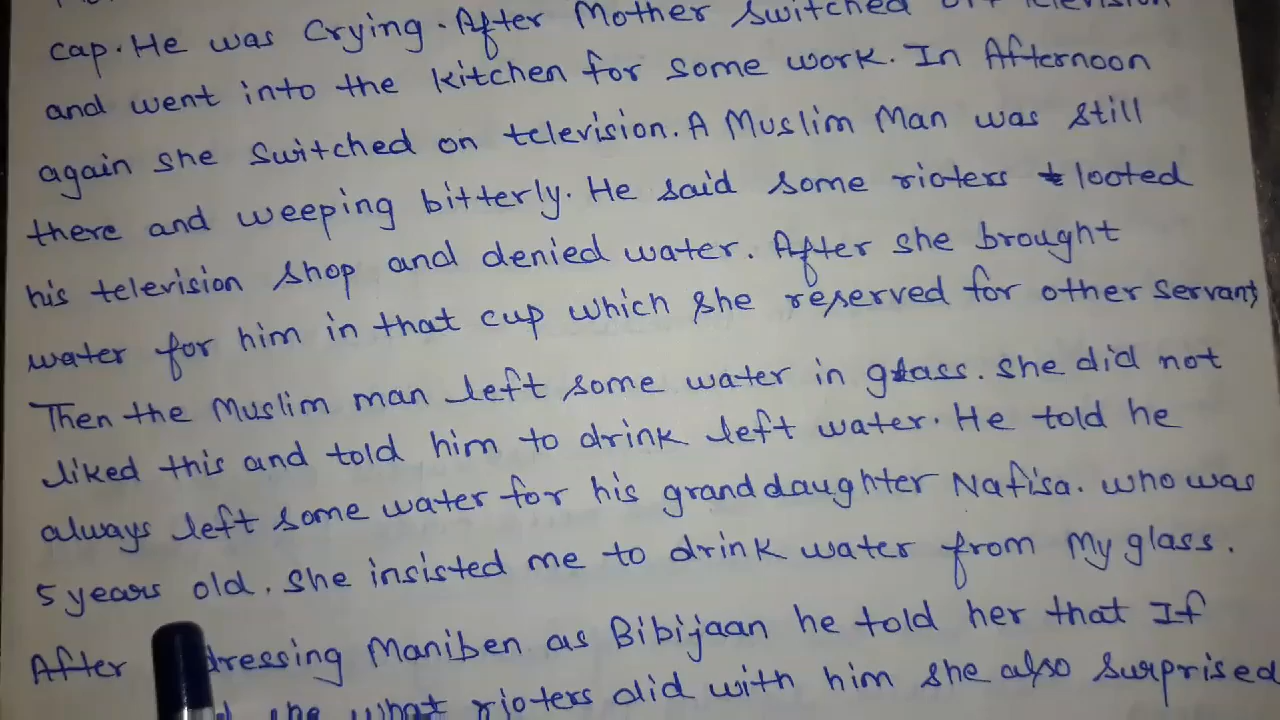 cap. He was crying. After Mother switched off television
and went into the kitchen for some work. In Afternoon
again she switched on television. A Muslim Man was still
there and weeping bitterly. He said some rioters looted
his television shop and denied water. After she brought
water for him in that cup which she reserved for other servants
Then the Muslim man left some water in glass. she did not
liked this and told him to drink left water. He told he
always left some water for his granddaughter Nafisa. who was
5 years old. She insisted me to drink water from My glass.
After dressing Maniben as Bibijaan he told her that If
she what rioters did with him she also surprised